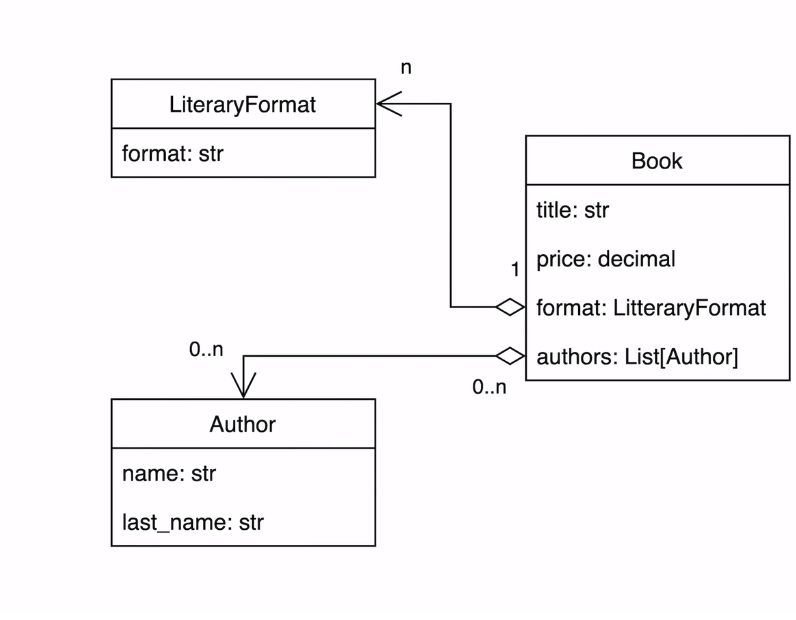 n
LiteraryFormat
format: str
Book
title: str
price: decimal
1
format: LitteraryFormat
authors: List[Author]
0..n
0..n
Author
name: str
last_name: str